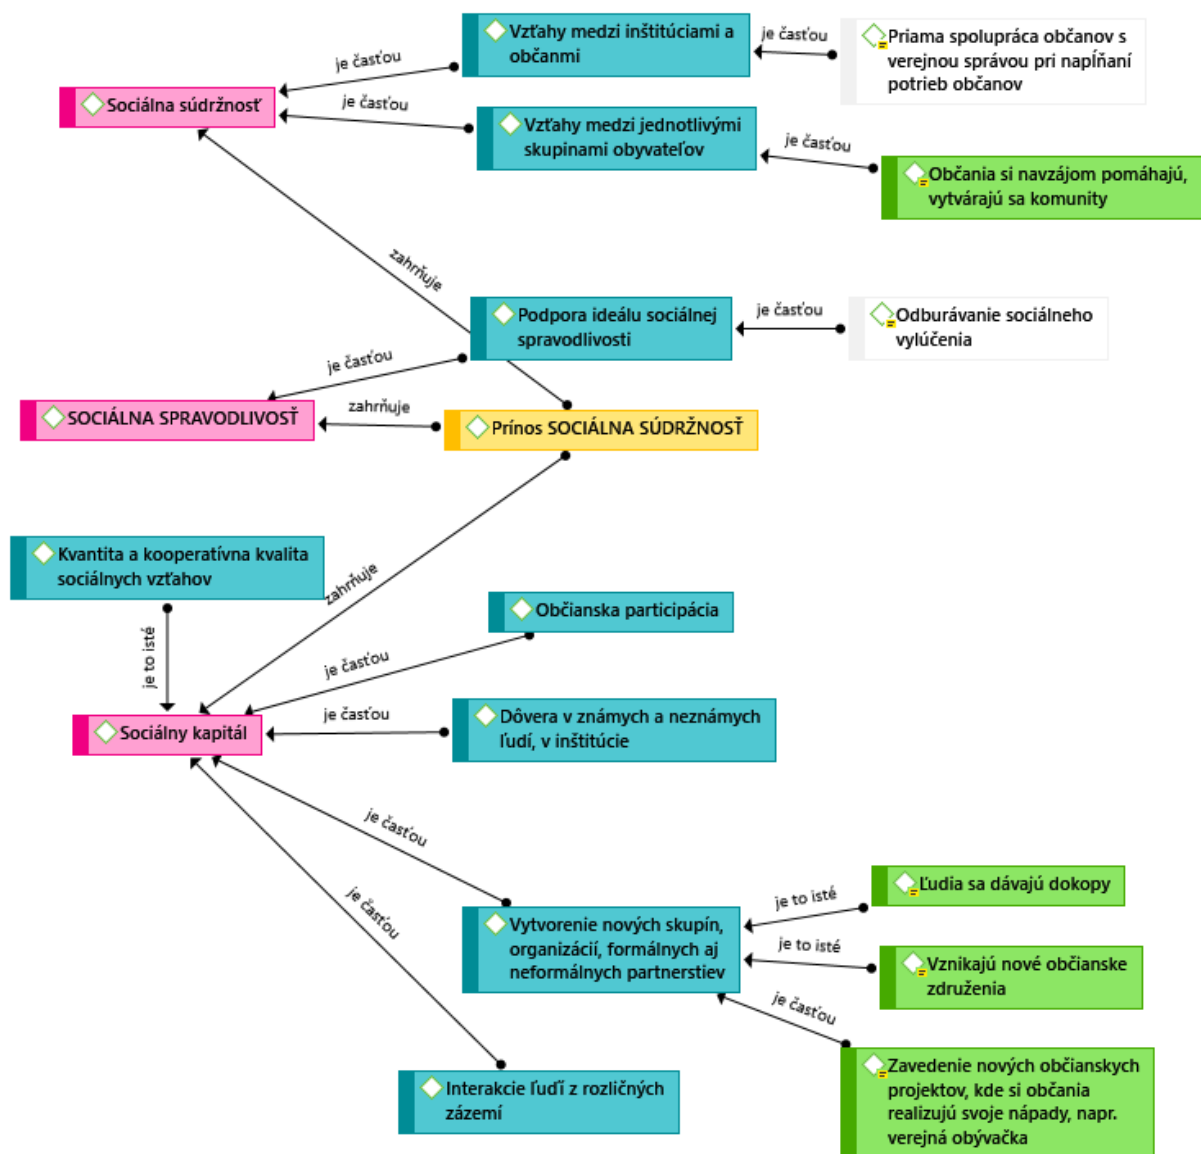 Vzťahy medzi inštitúciami a
občanmi
je časťou
Priama spolupráca občanov s
verejnou správou pri napĺňaní
potrieb občanov
je časťou
Sociálna súdržnosť
je časťou
Vzťahy medzi jednotlivými
skupinami obyvateľov
je časťou
Občania si navzájom pomáhajú,
vytvárajú sa komunity
zahrňuje
Podpora ideálu sociálnej
spravodlivosti
je časťou
Odburávanie sociálneho
vylúčenia
je časťou
SOCIÁLNA SPRAVODLIVOSŤ
zahrňuje
Prínos SOCIÁLNA SÚDRŽNOSŤ
Kvantita a kooperatívna kvalita
sociálnych vzťahov
zahrňuje
Občianska participácia
je to isté
je časťou
Sociálny kapitál
je časťou
Dôvera v známych a neznámych
ľudí, v inštitúcie
je časťou
je časťou
Vytvorenie nových skupín,
organizácií, formálnych aj
neformálnych partnerstiev
je to isté
Ľudia sa dávajú dokopy
je to isté
Vznikajú nové občianske
združenia
je časťou
Zavedenie nových občianskych
projektov, kde si občania
realizujú svoje nápady, napr.
verejná obývačka
Interakcie ľuďí z rozličných
zázemí